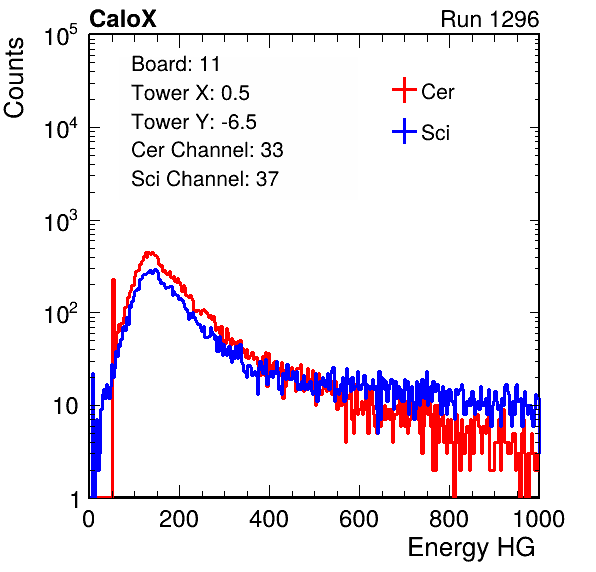 CaloX Run 1296
Counts
10^5
10^4
10^3
10^2
10
1
Board: 11
Tower X: 0.5
Tower Y: -6.5
Cer Channel: 33
Sci Channel: 37
Cer
Sci
0 200 400 600 800 1000
Energy HG